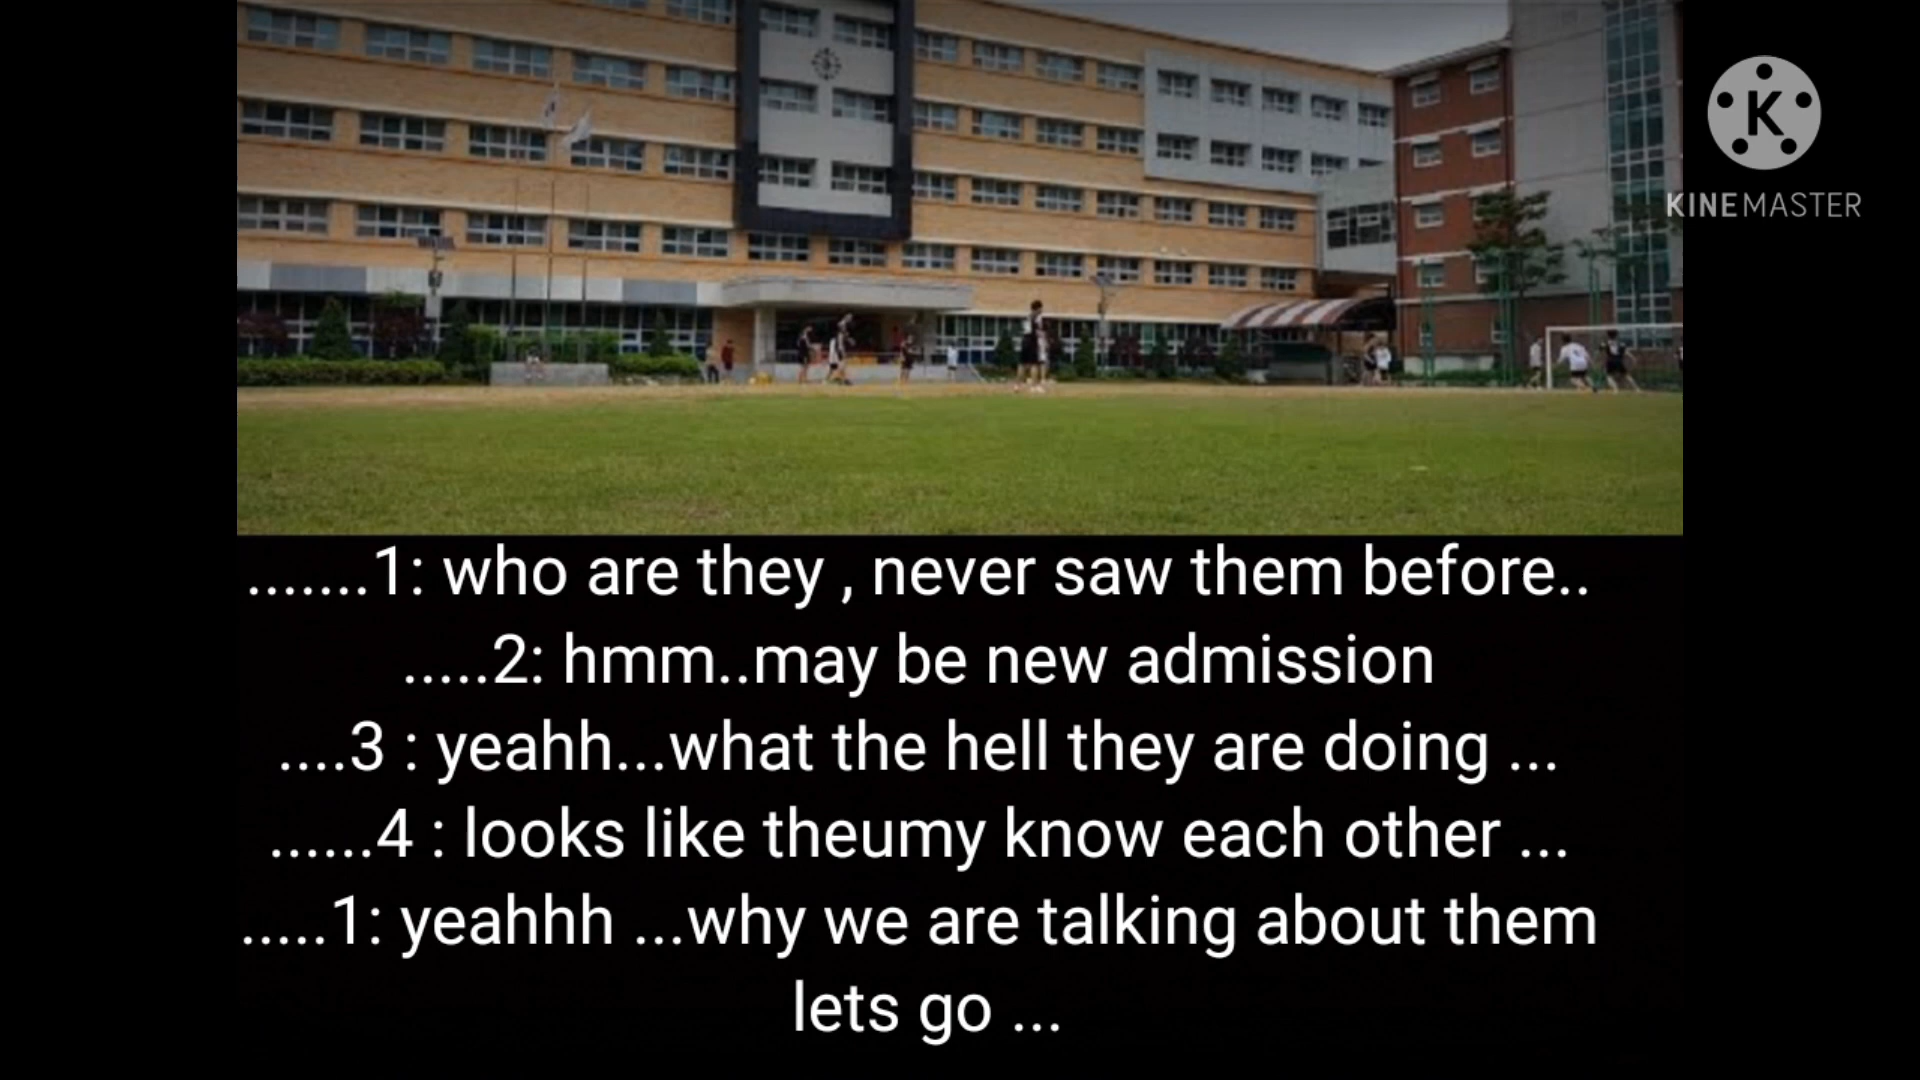 K
KINEMASTER
.......1: who are they , never saw them before..
.....2: hmm..may be new admission
....3 : yeahh...what the hell they are doing ...
......4 : looks like theumy know each other ...
.....1: yeahhh ...why we are talking about them
lets go ...